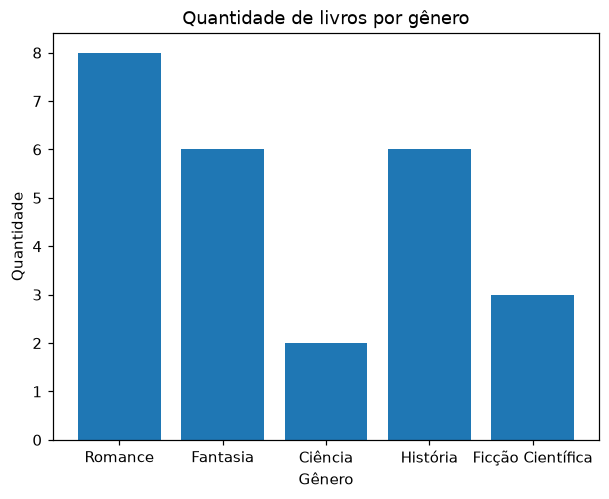 Quantidade de livros por gênero
Quantidade
8
7
6
5
4
3
2
1
0
Romance Fantasia Ciência História Ficção Científica
Gênero